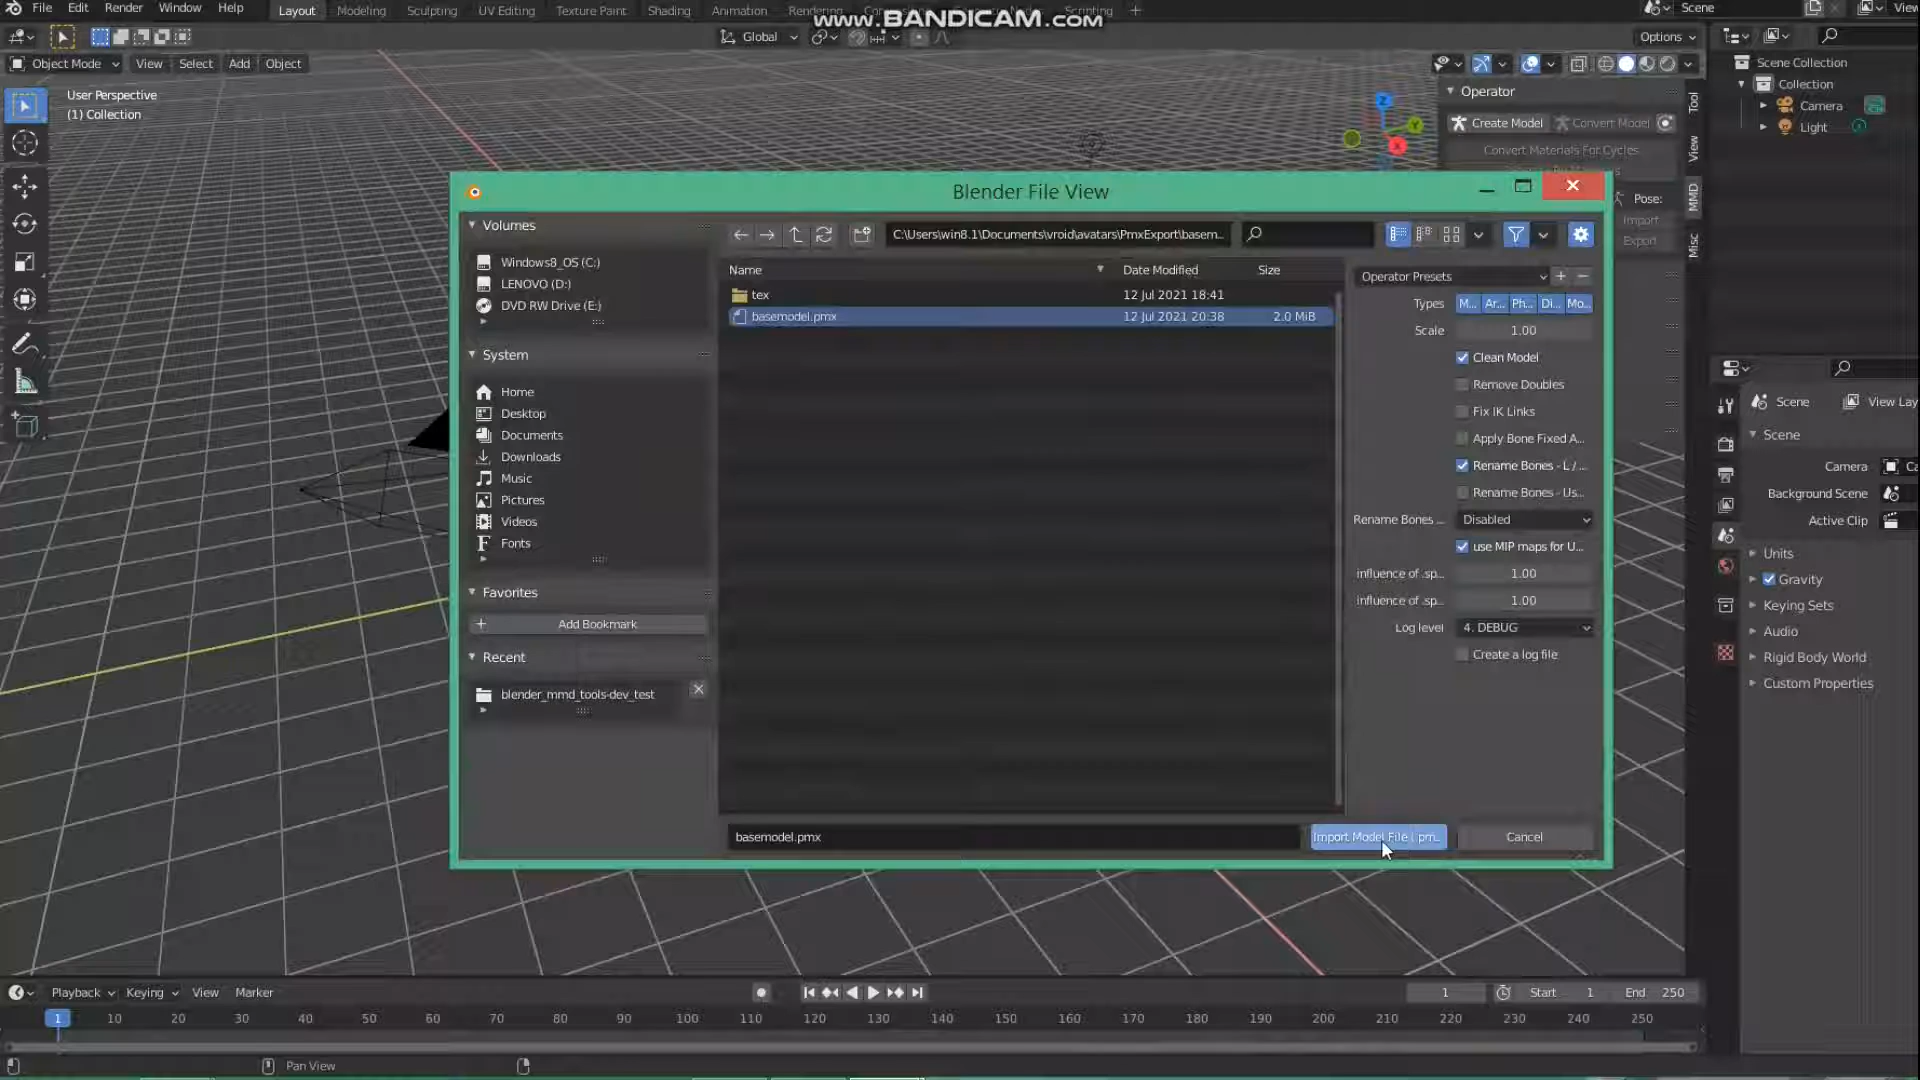 File Edit Render Window Help Layout Modeling Sculpting UV Editing Texture Paint Shading Animation Rendering Scripting Scene View
www.BANDICAM.com
Global Options
Object Mode View Select Add Object
User Perspective
(1) Collection
Z
Y
X
Operator
Create Model Convert Model
Convert Materials For Cycles
Pose:
Import
Export
Tool
View
MMD
Misc
Scene Collection
Collection
Camera
Light
Blender File View
Volumes
Windows8_OS (C:)
LENOVO (D:)
DVD RW Drive (E:)
System
Home
Desktop
Documents
Downloads
Music
Pictures
Videos
Fonts
Favorites
Add Bookmark
Recent
blender_mmd_tools-dev_test
C:\Users\win8.1\Documents\vroid\avatars\PmxExport\basem...
Name Date Modified Size
tex 12 Jul 2021 18:41
basemodel.pmx 12 Jul 2021 20:38 2.0 MiB
Operator Presets
Types M... Ar... Ph... Di... Mo...
Scale 1.00
Clean Model
Remove Doubles
Fix IK Links
Apply Bone Fixed A...
Rename Bones - L / ...
Rename Bones - Us...
Rename Bones ... Disabled
use MIP maps for U...
influence of .sp... 1.00
influence of .sp... 1.00
Log level 4. DEBUG
Create a log file
basemodel.pmx
Import Model File (.pm...
Cancel
Scene View Lay
Scene
Camera
Background Scene
Active Clip
Units
Gravity
Keying Sets
Audio
Rigid Body World
Custom Properties
Playback Keying View Marker 1 Start 1 End 250
1 10 20 30 40 50 60 70 80 90 100 110 120 130 140 150 160 170 180 190 200 210 220 230 240 250
Pan View